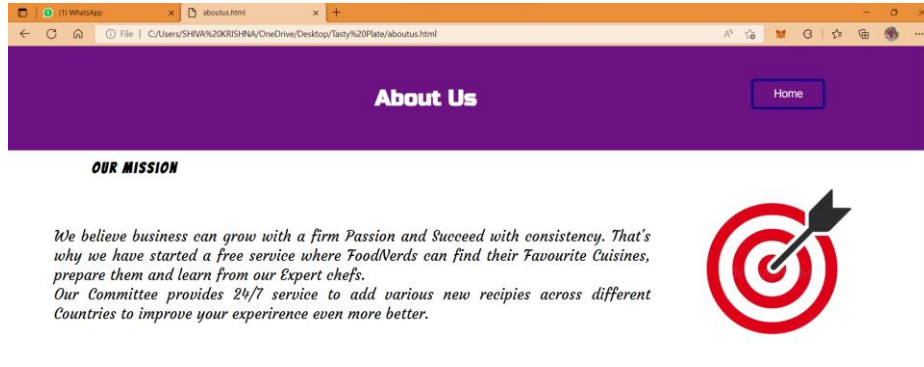 (1) WhatsApp
aboutus.html
File
C:/Users/SHIVA%20KRISHNA/OneDrive/Desktop/Tasty%20Plate/aboutus.html
About Us
Home
OUR MISSION
We believe business can grow with a firm Passion and Succeed with consistency. That's
why we have started a free service where FoodNerds can find their Favourite Cuisines,
prepare them and learn from our Expert chefs.
Our Committee provides 24/7 service to add various new recipies across different
Countries to improve your experirence even more better.